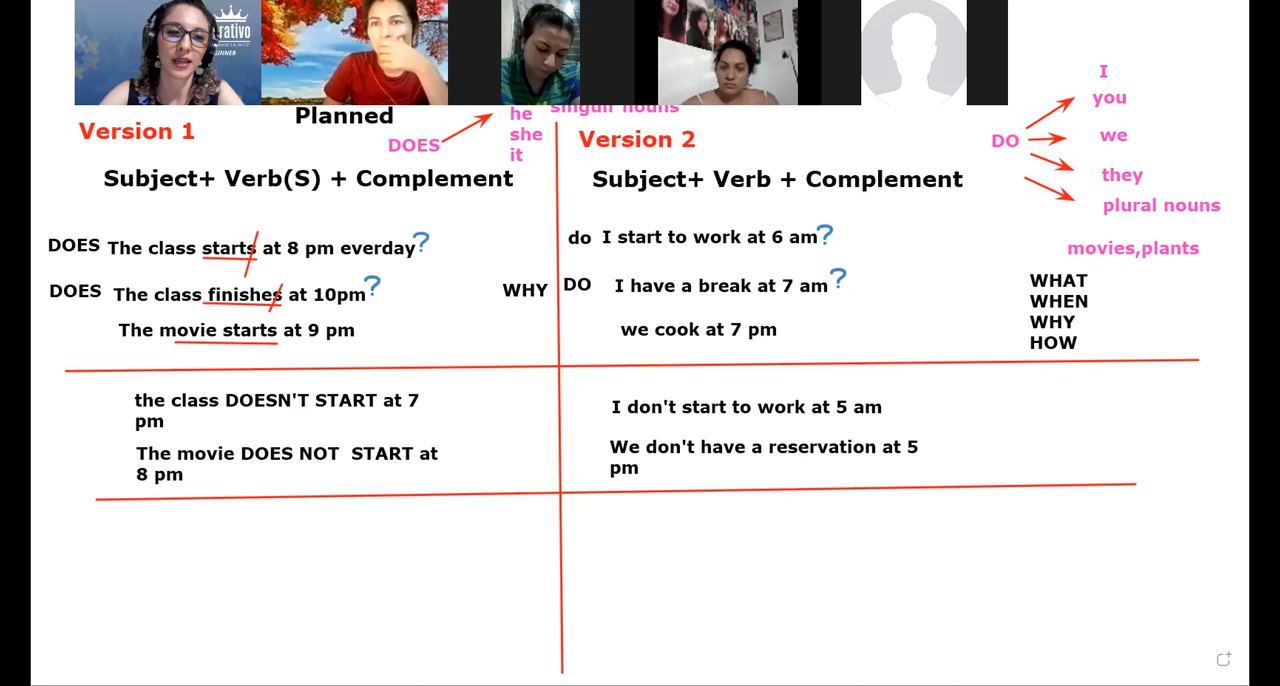 rativo
INNER
Planned
Version 1
DOES
he
she
it
singulr nouns
Version 2
DO
I
you
we
they
plural nouns
movies,plants
Subject+ Verb(S) + Complement
Subject+ Verb + Complement
DOES The class starts at 8 pm everday?
DOES The class finishes at 10pm?
The movie starts at 9 pm
do I start to work at 6 am?
WHY DO I have a break at 7 am?
we cook at 7 pm
WHAT
WHEN
WHY
HOW
the class DOESN'T START at 7
pm
The movie DOES NOT START at
8 pm
I don't start to work at 5 am
We don't have a reservation at 5
pm